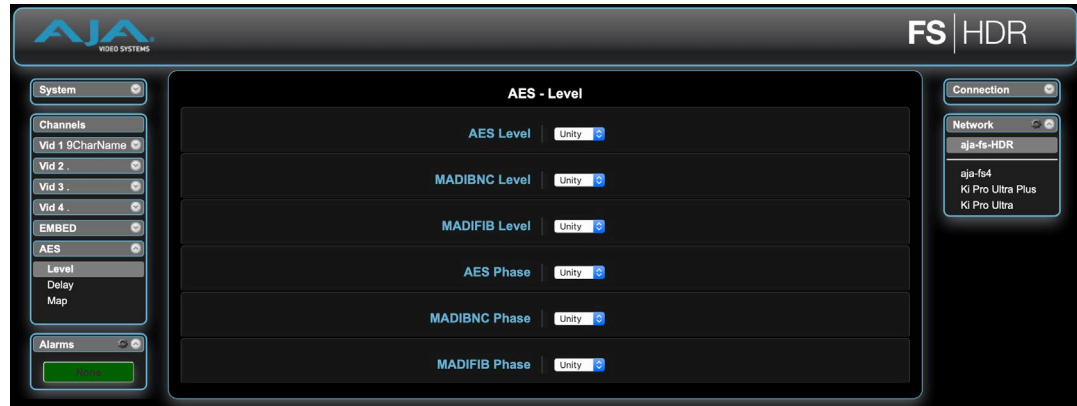 AJA
VIDEO SYSTEMS
FS|HDR
System
Channels
Vid 1 9CharName
Vid 2 .
Vid 3 .
Vid 4 .
EMBED
AES
Level
Delay
Map
Alarms
None
AES - Level
AES Level Unity
MADIBNC Level Unity
MADIFIB Level Unity
AES Phase Unity
MADIBNC Phase Unity
MADIFIB Phase Unity
Connection
Network
aja-fs-HDR
aja-fs4
Ki Pro Ultra Plus
Ki Pro Ultra